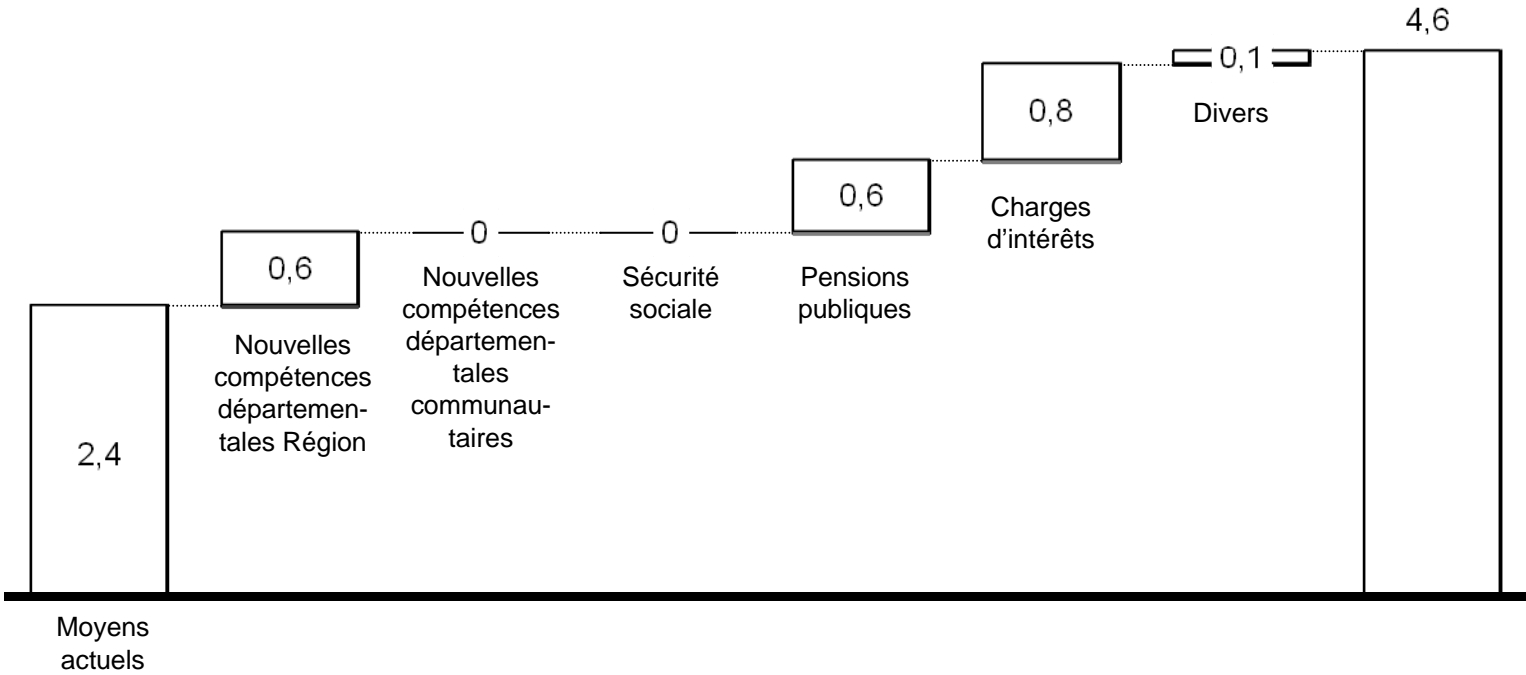 4,6
0,1
Divers
0,8
Charges
d'intérêts
0,6
Pensions
publiques
0
Sécurité
sociale
0
Nouvelles
compétences
départemen-
tales
communau-
taires
0,6
Nouvelles
compétences
départemen-
tales Région
2,4
Moyens
actuels